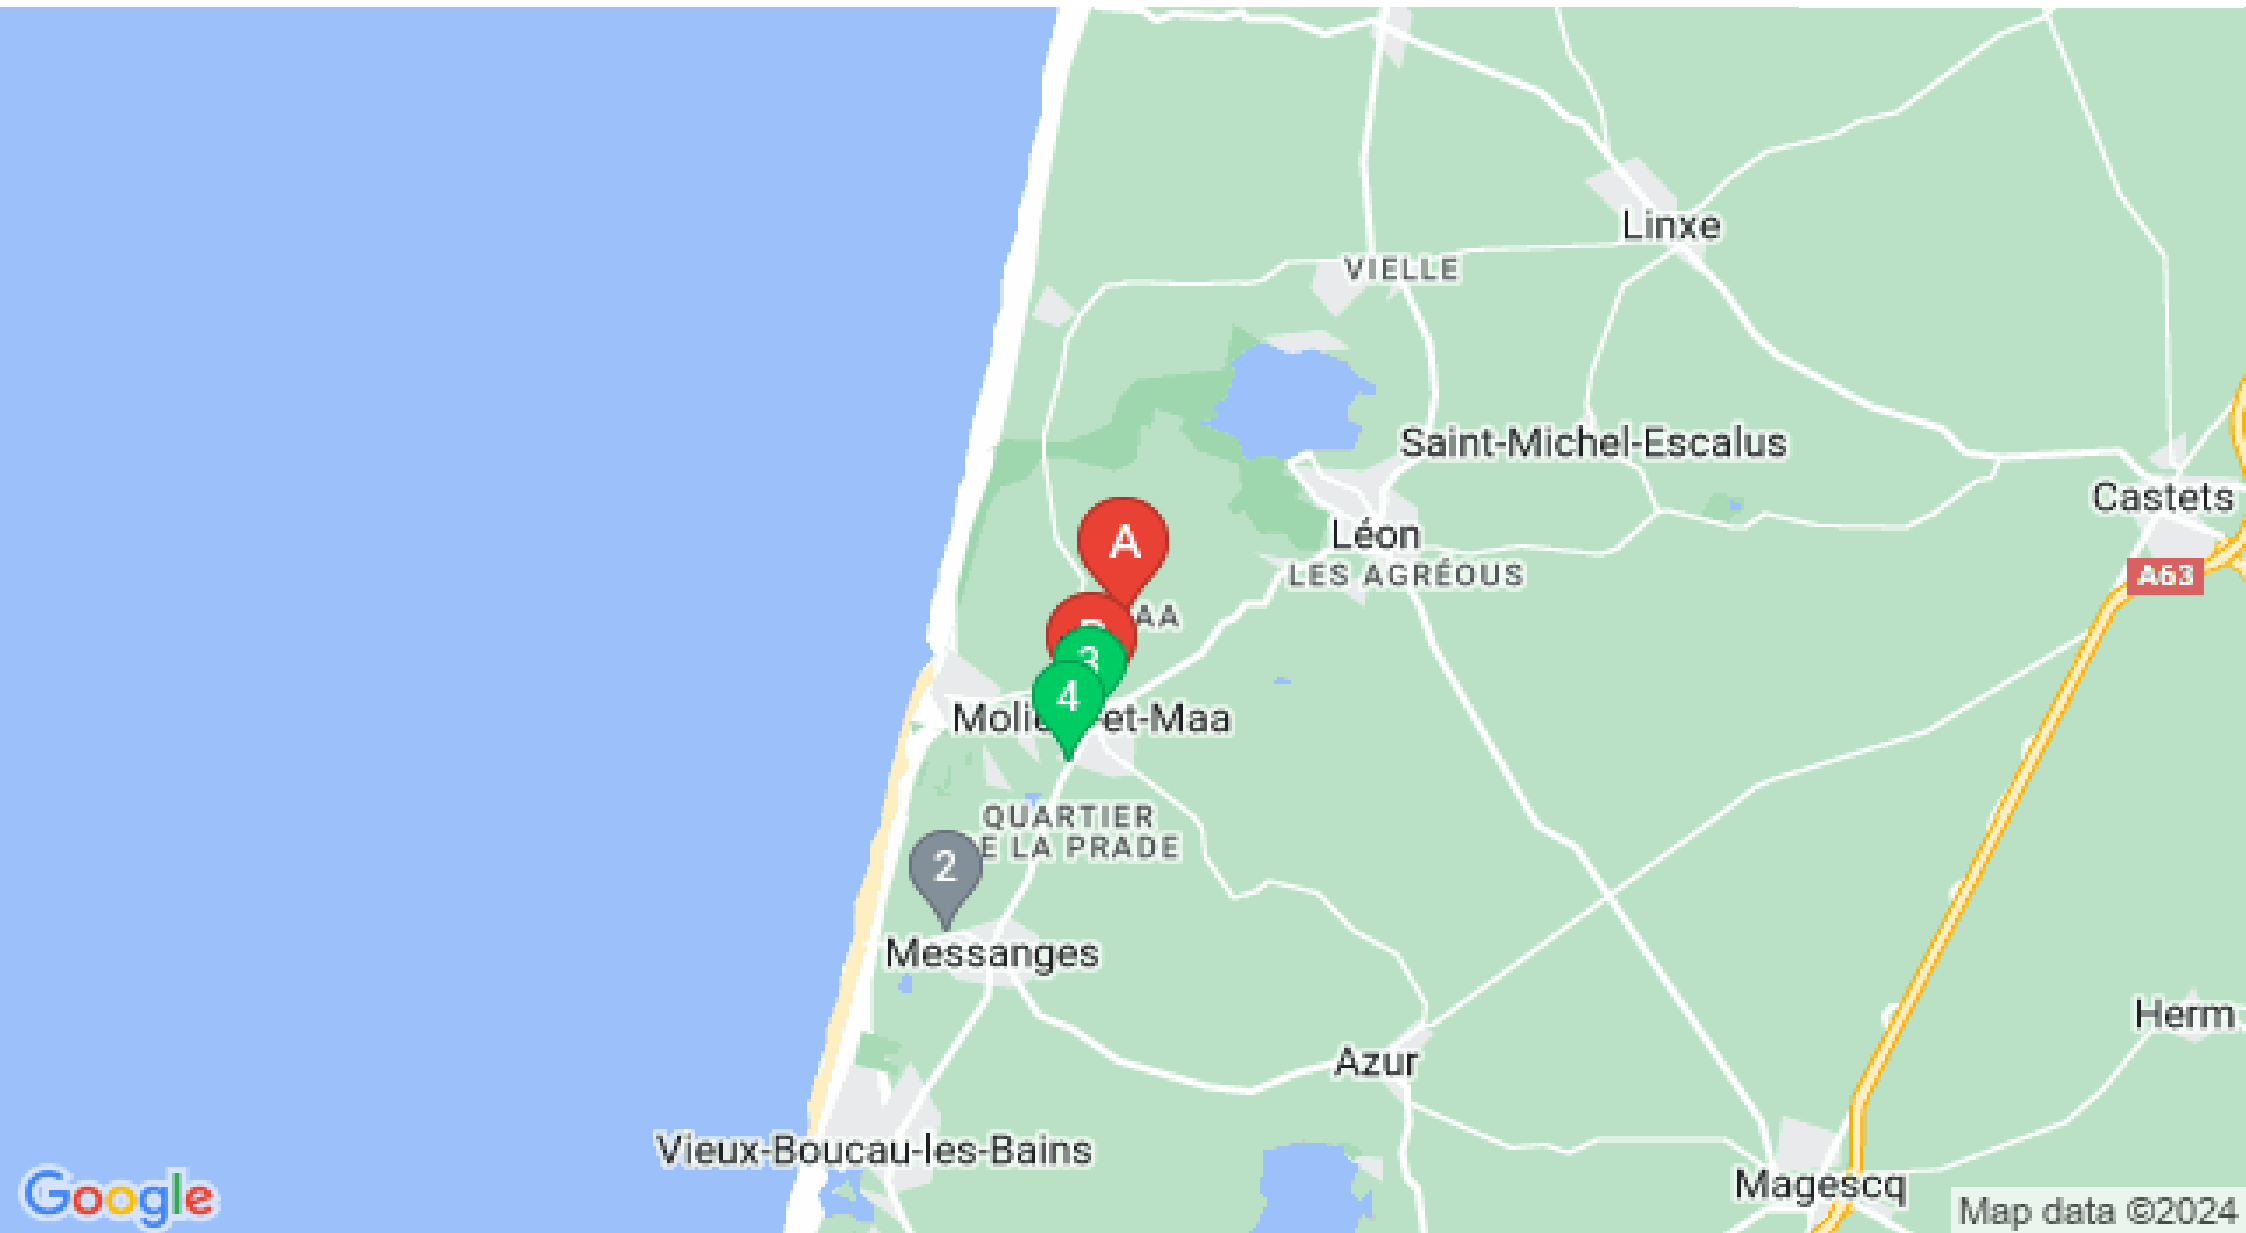 Linxe
VIELLE
Saint-Michel-Escalus
Castets
Léon
LES AGRÉOUS
A63
A
AA
3
4
-et-Maa
QUARTIER
E LA PRADE
2
Messanges
Herm
Azur
Vieux-Boucau-les-Bains
Magescq
Google
Map data ©2024